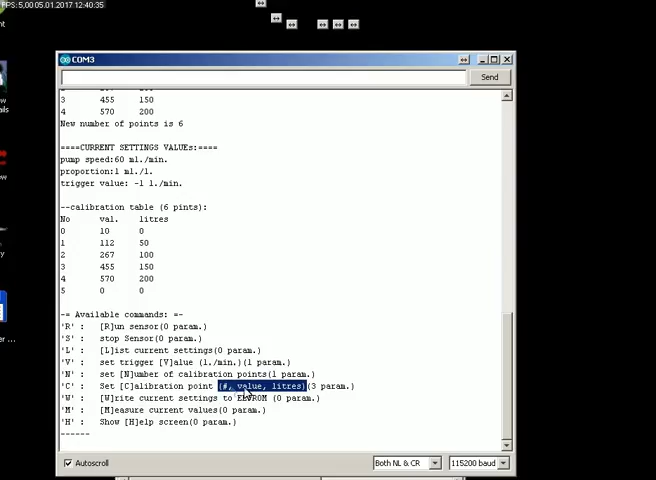 FPS: 5,00 05.01.2017 12:40:35
COM3
Send
3 455 150
4 570 200
New number of points is 6
====CURRENT SETTINGS VALUEs:====
pump speed:60 ml./min.
proportion:1 ml./l.
trigger value: -1 l./min.
--calibration table (6 pints):
No val. litres
0 10 0
1 112 50
2 267 100
3 455 150
4 570 200
5 0 0
-= Available commands: =-
'R' : [R]un sensor(0 param.)
'S' : stop Sensor(0 param.)
'L' : [L]ist current settings(0 param.)
'V' : set trigger [V]alue (l./min.)(1 param.)
'N' : set [N]umber of calibration points(1 param.)
'C' : Set [C]alibration point (#, value, litres)(3 param.)
'W' : [W]rite current settings to EEPROM (0 param.)
'M' : [M]easure current values(0 param.)
'H' : Show [H]elp screen(0 param.)
------
Autoscroll
Both NL & CR
115200 baud